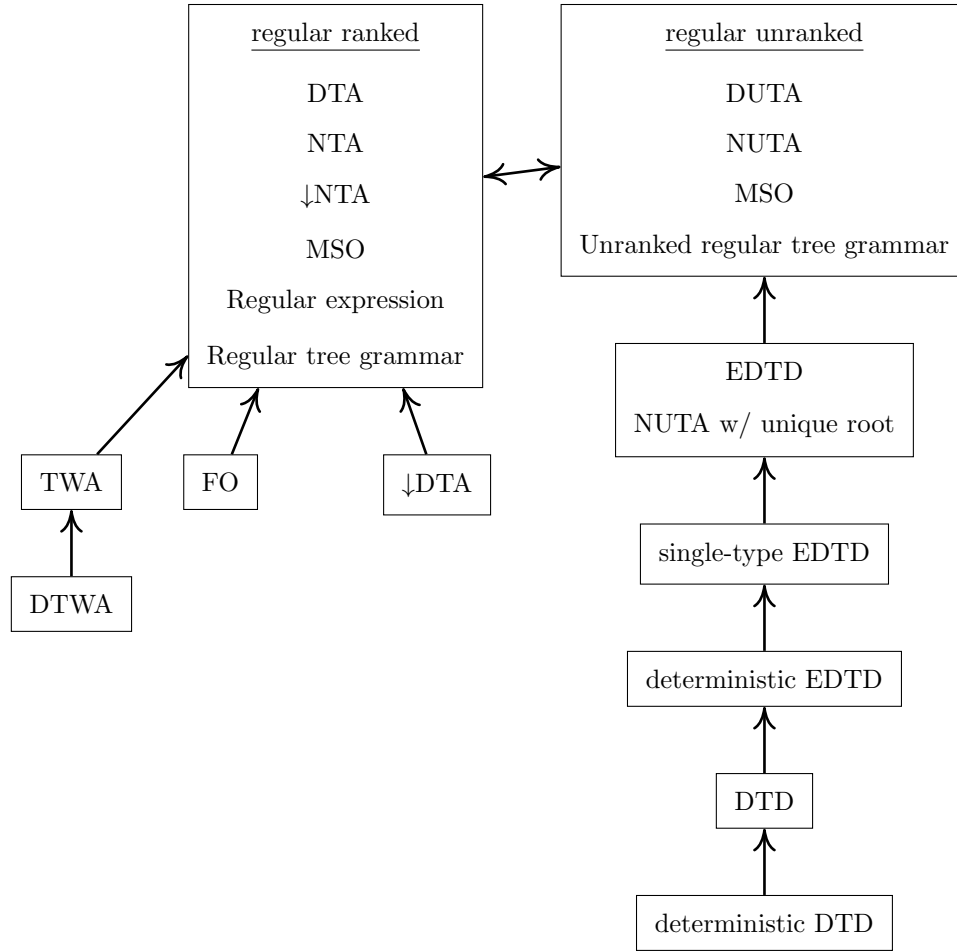 regular ranked
DTA
NTA
↓NTA
MSO
Regular expression
Regular tree grammar
regular unranked
DUTA
NUTA
MSO
Unranked regular tree grammar
EDTD
NUTA w/ unique root
TWA
FO
↓DTA
single-type EDTD
DTWA
deterministic EDTD
DTD
deterministic DTD